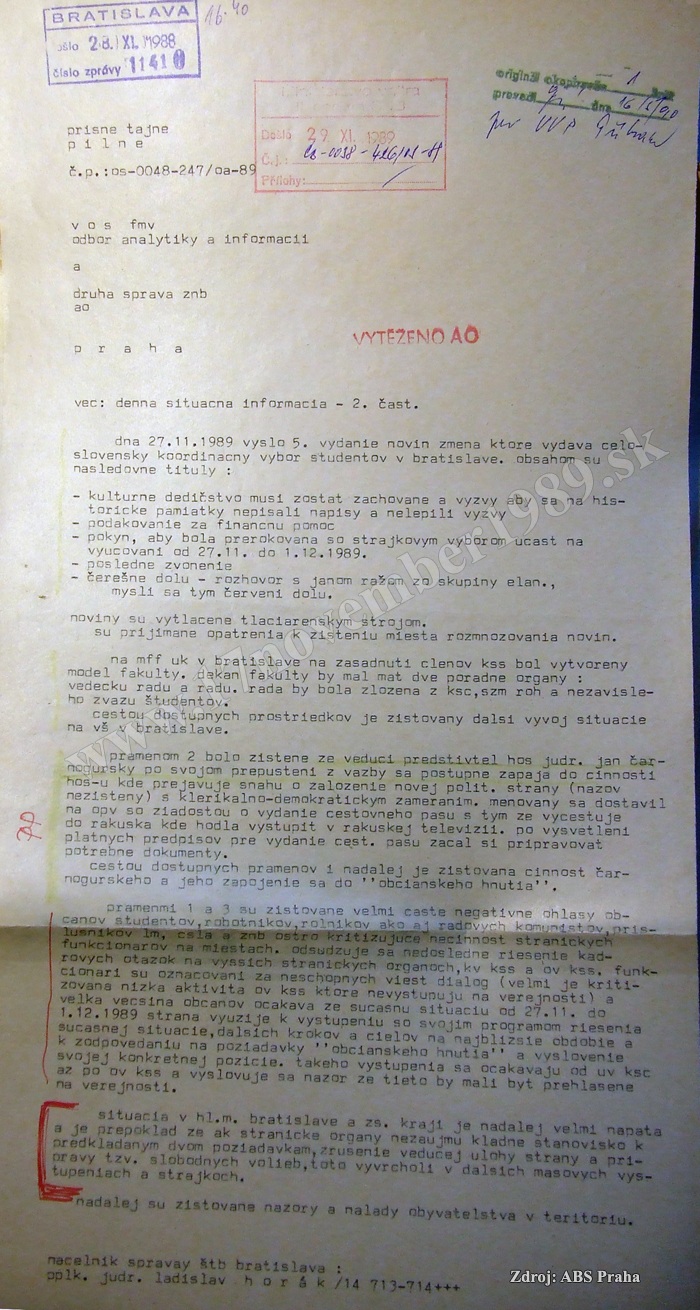 BRATISLAVA
16.40
došlo 28. XI. 1988
číslo zprávy 11410
1
dne 16/
Došlo 29 XI. 1989
Č.j.:
Přílohy:
prisne tajne
p i l n e
č.p.:os-0048-247/oa-89
v o s  fmv
odbor analytiky a informacii
a
druha sprava znb
ao
VYTĚŽENO AO
p r a h a
vec: denna situacna informacia - 2. čast.
dna 27.11.1989 vyslo 5. vydanie novin zmena ktore vydava celo-
slovensky koordinacny vybor studentov v bratislave. obsahom su
nasledovne tituly :
- kulturne dedičstvo musi zostat zachovane a vyzvy aby sa na his-
toricke pamiatky nepisali napisy a nelepili vyzvy
- podakovanie za financnu pomoc
- pokyn, aby bola prerokovana so strajkovym výborom ucast na
vyucovani od 27.11. do 1.12.1989.
- posledne zvonenie
- čerešne dolu - rozhovor s janom ražom zo skupiny elan.,
mysli sa tym červeni dolu.
noviny su vytlacene tlaciarenskym strojom.
su prijimane opatrenia k zisteniu miesta rozmnozovania novin.
na mff uk v bratislave na zasadnuti clenov kss bol vytvoreny
model fakulty. dakan fakulty by mal mat dve poradne organy :
vedecku radu a radu. rada by bola zlozena z ksc,szm roh a nezavisle-
ho zvazu študentov.
cestou dostupnych prostriedkov je zistovany dalsi vyvoj situacie
na vš v bratislave.
pramenom 2 bolo zistene ze veduci predstivtel hos judr. jan čar-
nogursky po svojom prepusteni z vazby sa postupne zapaja do cinnosti
hos-u kde prejavuje snahu o zalozenie novej polit. strany (nazov
nezisteny) s klerikalno-demokratickym zameranim. menovany sa dostavil
na opv so ziadostou o vydanie cestovneho pasu s tym ze vycestuje
do rakuska kde hodla vystupit v rakuskej televizii. po vysvetleni
platnych predpisov pre vydanie cest. pasu zacal si pripravovat
potrebne dokumenty.
cestou dostupnych pramenov i nadalej je zistovana cinnost čar-
nogurskeho a jeho zapojenie sa do ''obcianskeho hnutia''.
pramenmi 1 a 3 su zistovane velmi caste negativne ohlasy ob-
canov studentov,robotnikov,rolnikov ako aj radovych komunistov,pris-
lusnikov lm, csla a znb ostro kritizujuce necinnost stranickych
funkcionarov na miestach. odsudzuje sa nedosledne riesenie kad-
rovych otazok na vyssich stranickych organoch,kv kss a ov kss. funk-
cionari su oznacovani za neschopnych viest dialog (velmi je kriti-
zovana nizka aktivita ov kss ktore nevystupuju na verejnosti) a
velka vecsina obcanov ocakava ze sucasnu situaciu od 27.11. do
1.12.1989 strana vyuzije k vystupeniu so svojim programom riesenia
sucasnej situacie,dalsich krokov a cielov na najblizsie obdobie a
k zodpovedaniu na poziadavky ''obcianskeho hnutia'' a vyslovenie
svojej konkretnej pozicie. takeho vystupenia sa ocakavaju od uv ksc
az po ov kss a vyslovuje sa nazor ze tieto by mali byt prehlasene
na verejnosti.
situacia v hl.m. bratislave a zs. kraji je nadalej velmi napata
a je prepoklad ze ak stranicke organy nezaujmu kladne stanovisko k
predkladanym dvom poziadavkam,zrusenie veducej ulohy strany a pri-
pravy tzv. slobodnych volieb,toto vyvrcholi v dalsich masovych vys-
tupeniach a strajkoch.
nadalej su zistovane nazory a nalady obyvatelstva v teritoriu.
nacelnik spravay štb bratislava :
pplk. judr. ladislav h o r á k /14 713-714+++
www.17november1989.sk
Zdroj: ABS Praha